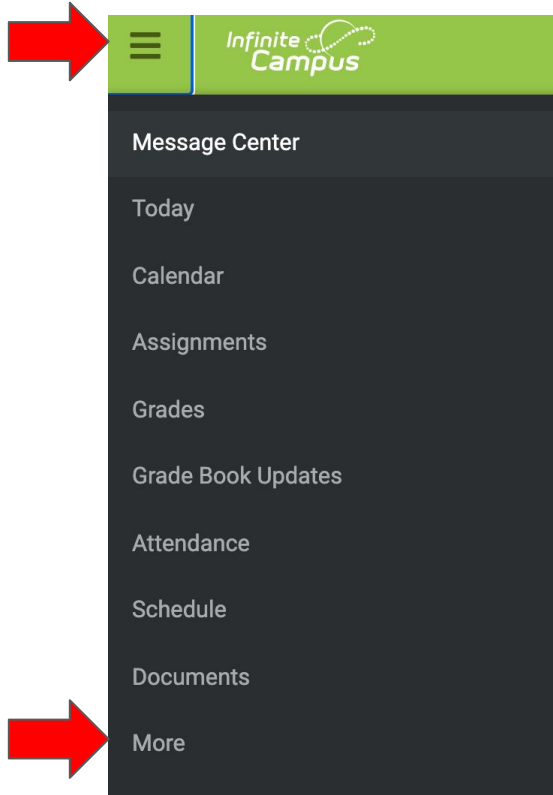 Infinite
Campus
Message Center
Today
Calendar
Assignments
Grades
Grade Book Updates
Attendance
Schedule
Documents
More